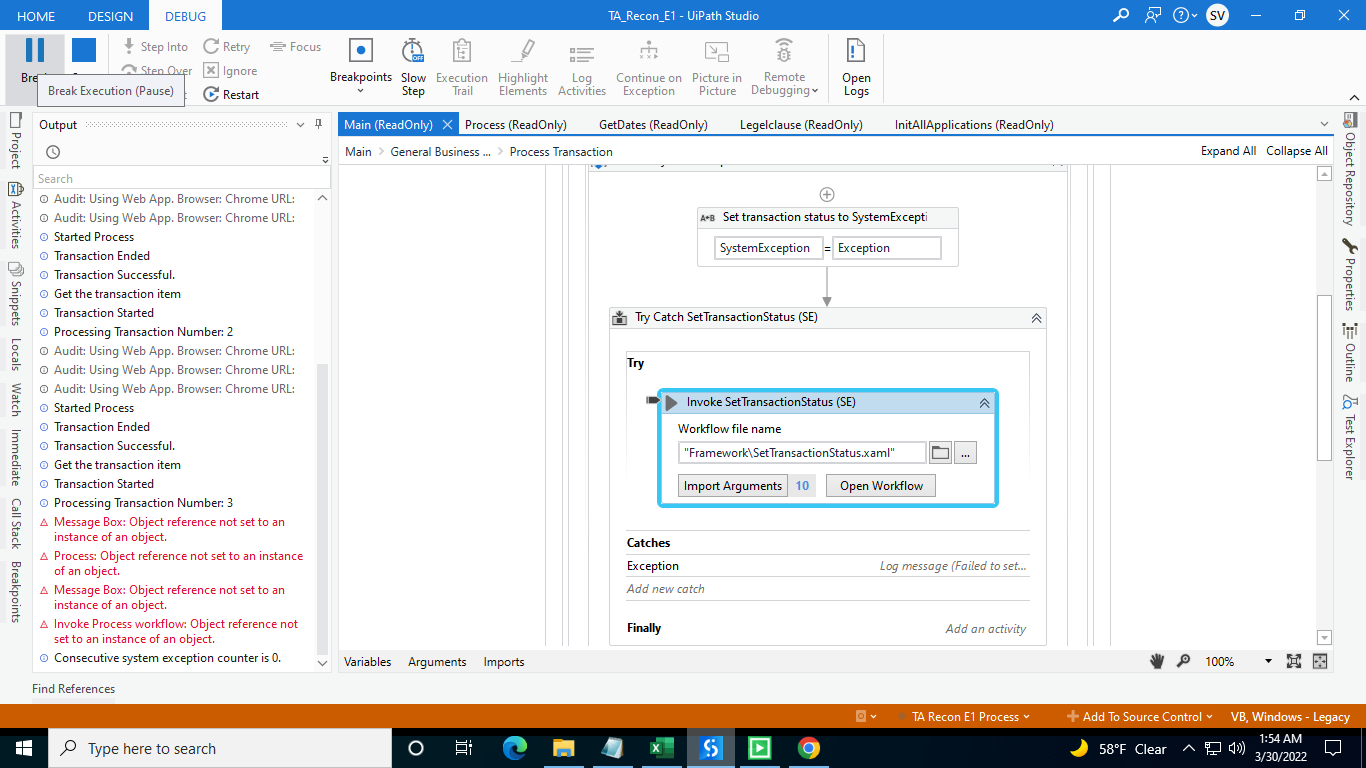 HOME DESIGN DEBUG
TA_Recon_E1 - UiPath Studio
SV
Step Into Retry Focus
Step Over Ignore
Restart
Break Execution (Pause)
Breakpoints
Slow Step
Execution Trail
Highlight Elements
Log Activities
Continue on Exception
Picture in Picture
Remote Debugging
Open Logs
Output
Search
Audit: Using Web App. Browser: Chrome URL:
Audit: Using Web App. Browser: Chrome URL:
Started Process
Transaction Ended
Transaction Successful.
Get the transaction item
Transaction Started
Processing Transaction Number: 2
Audit: Using Web App. Browser: Chrome URL:
Audit: Using Web App. Browser: Chrome URL:
Audit: Using Web App. Browser: Chrome URL:
Started Process
Transaction Ended
Transaction Successful.
Get the transaction item
Transaction Started
Processing Transaction Number: 3
Message Box: Object reference not set to an
instance of an object.
Process: Object reference not set to an instance
of an object.
Message Box: Object reference not set to an
instance of an object.
Invoke Process workflow: Object reference not
set to an instance of an object.
Consecutive system exception counter is 0.
Find References
Project
Activities
Snippets
Locals
Watch
Immediate
Call Stack
Breakpoints
Main (ReadOnly) Process (ReadOnly) GetDates (ReadOnly) Legelclause (ReadOnly) InitAllApplications (ReadOnly)
Main General Business ... Process Transaction
Expand All Collapse All
A+B Set transaction status to SystemExcepti
SystemException = Exception
Try Catch SetTransactionStatus (SE)
Try
Invoke SetTransactionStatus (SE)
Workflow file name
"Framework\SetTransactionStatus.xaml"
...
Import Arguments 10 Open Workflow
Catches
Exception Log message (Failed to set...
Add new catch
Finally Add an activity
Variables Arguments Imports
100%
Object Repository
Properties
Outline
Test Explorer
TA Recon E1 Process Add To Source Control VB, Windows - Legacy
Type here to search
58°F Clear
1:54 AM
3/30/2022